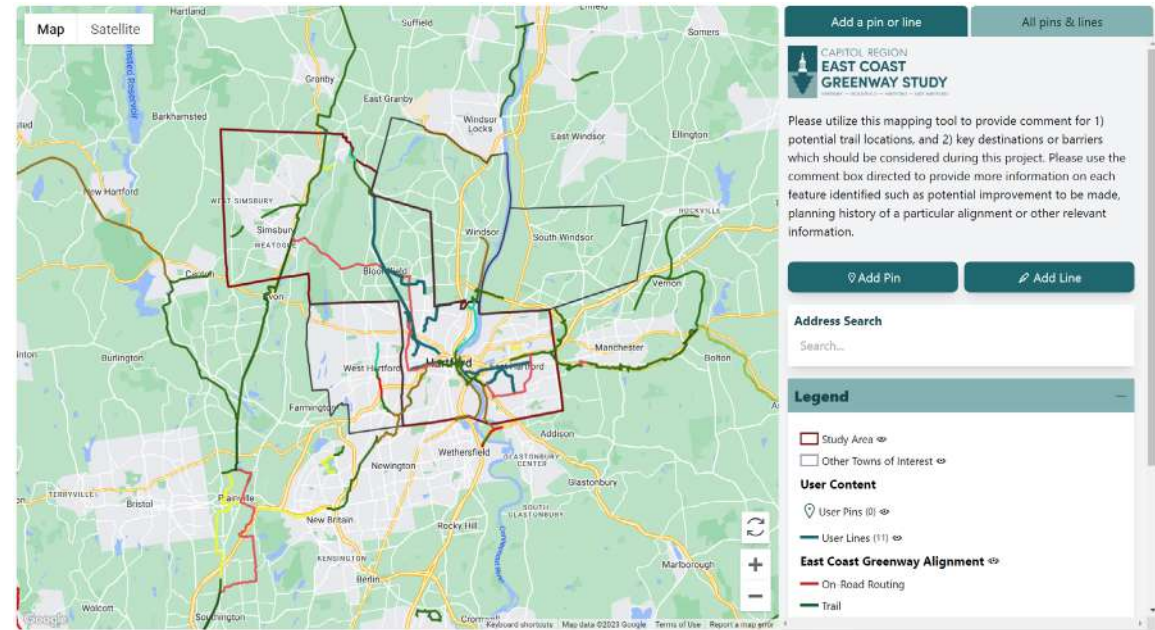 Map
Satellite
Hartland
Suffield
Enfield
Somers
Granby
East Granby
Barkhamsted
Windsor
Locks
East Windsor
Ellington
New Hartford
WEST SIMSBURY
Simsbury
WEATOGUE
Windsor
South Windsor
ROCKVILLE
Canton
Vernon
Burlington
West Hartford
Hartford
Manchester
Bolton
Farmington
Addison
Wethersfield
GLASTONBURY
CENTER
Newington
Glastonbury
TERRYVILLE
Bristol
Plainville
New Britain
SOUTH
GLASTONBURY
Rocky Hill
KENSINGTON
Berlin
Marlborough
Wolcott
Southington
Google
Keyboard shortcuts
Map data ©2023 Google
Terms of Use
Report a map error
Add a pin or line
All pins & lines
CAPITOL REGION
EAST COAST
GREENWAY STUDY
Please utilize this mapping tool to provide comment for 1)
potential trail locations, and 2) key destinations or barriers
which should be considered during this project. Please use the
comment box directed to provide more information on each
feature identified such as potential improvement to be made,
planning history of a particular alignment or other relevant
information.
Add Pin
Add Line
Address Search
Search...
Legend
Study Area
Other Towns of Interest
User Content
User Pins (0)
User Lines (11)
East Coast Greenway Alignment
On-Road Routing
Trail